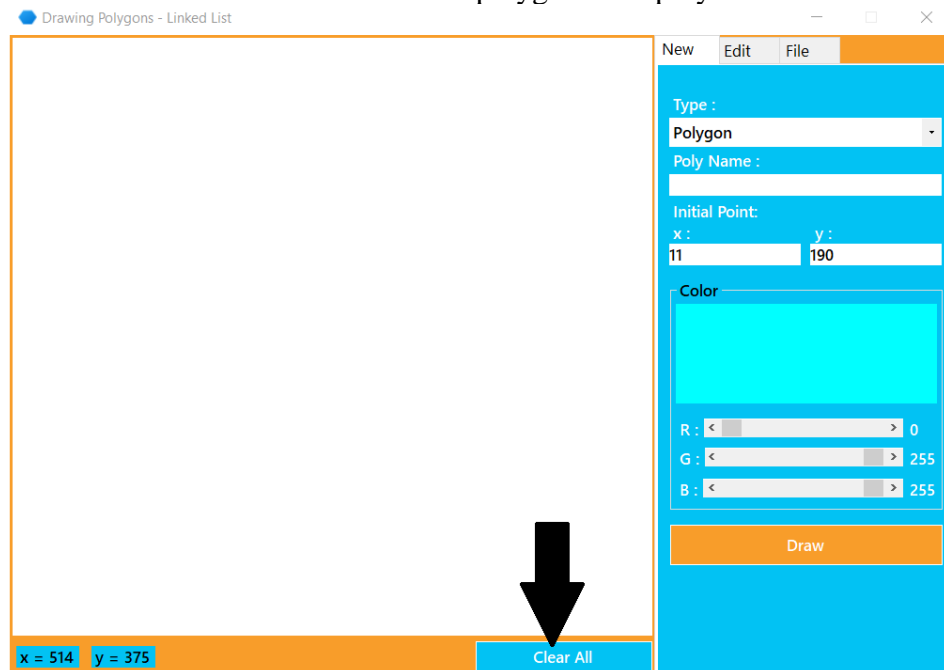 Drawing Polygons - Linked List
New Edit File
Type :
Polygon
Poly Name :
Initial Point:
x : y :
11 190
Color
R : 0
G : 255
B : 255
Draw
x = 514 y = 375 Clear All